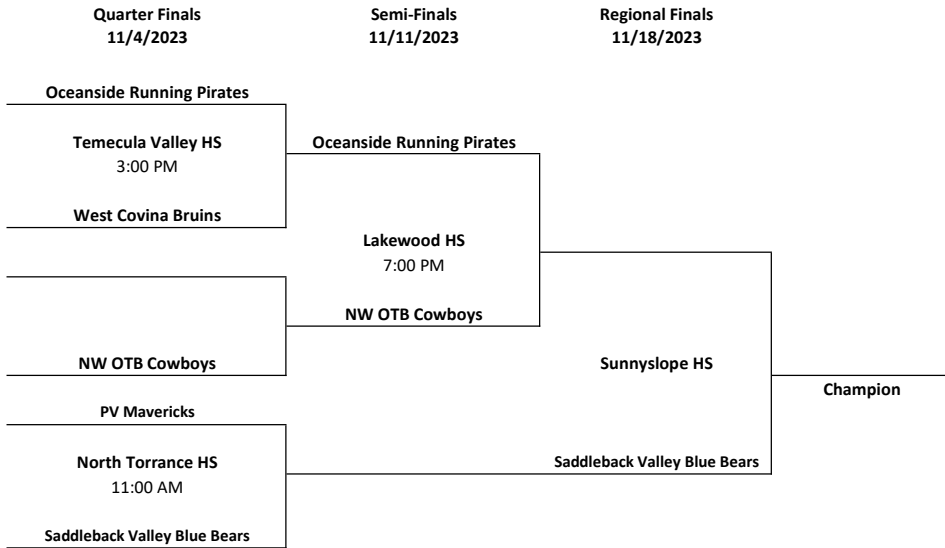 Quarter Finals
11/4/2023
Semi-Finals
11/11/2023
Regional Finals
11/18/2023
Oceanside Running Pirates
Temecula Valley HS
3:00 PM
West Covina Bruins
Oceanside Running Pirates
Lakewood HS
7:00 PM
NW OTB Cowboys
NW OTB Cowboys
Sunnyslope HS
Champion
PV Mavericks
North Torrance HS
11:00 AM
Saddleback Valley Blue Bears
Saddleback Valley Blue Bears